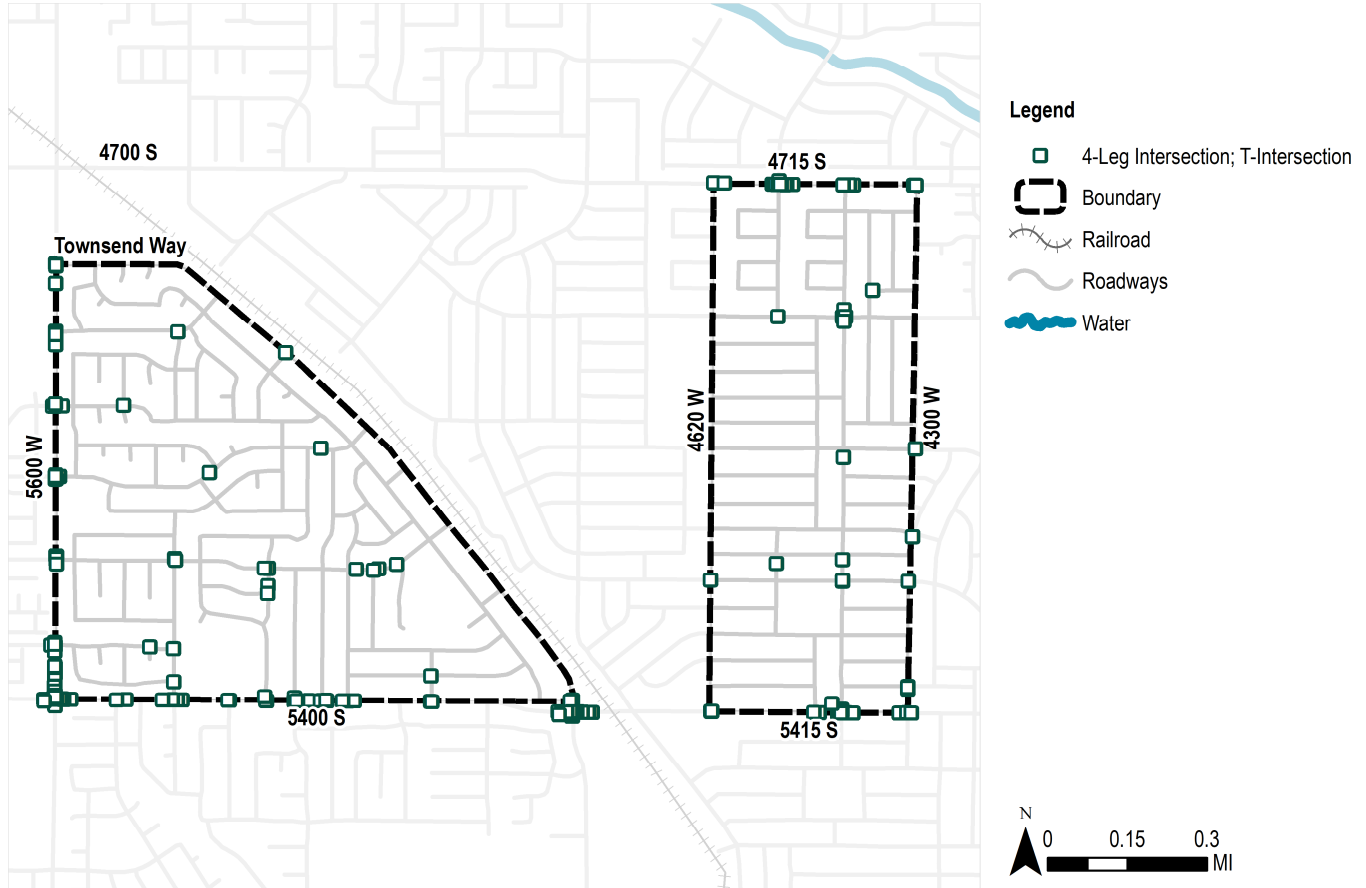 4700 S
4715 S
Townsend Way
5600 W
4620 W
4300 W
5400 S
5415 S
Legend
4-Leg Intersection; T-Intersection
Boundary
Railroad
Roadways
Water
N
0 0.15 0.3
MI